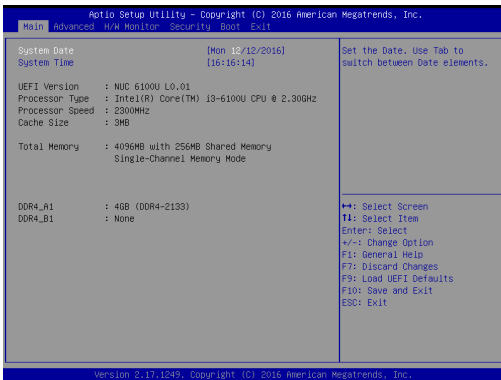 Aptio Setup Utility – Copyright (C) 2016 American Megatrends, Inc.
Main Advanced H/W Monitor Security Boot Exit
System Date [Mon 12/12/2016]
System Time [16:16:14]
UEFI Version : NUC 6100U L0.01
Processor Type : Intel(R) Core(TM) i3-6100U CPU @ 2.30GHz
Processor Speed : 2300MHz
Cache Size : 3MB
Total Memory : 4096MB with 256MB Shared Memory
Single-Channel Memory Mode
DDR4_A1 : 4GB (DDR4-2133)
DDR4_B1 : None
Set the Date. Use Tab to
switch between Date elements.
↔: Select Screen
↑↓: Select Item
Enter: Select
+/-: Change Option
F1: General Help
F7: Discard Changes
F9: Load UEFI Defaults
F10: Save and Exit
ESC: Exit
Version 2.17.1249. Copyright (C) 2016 American Megatrends, Inc.